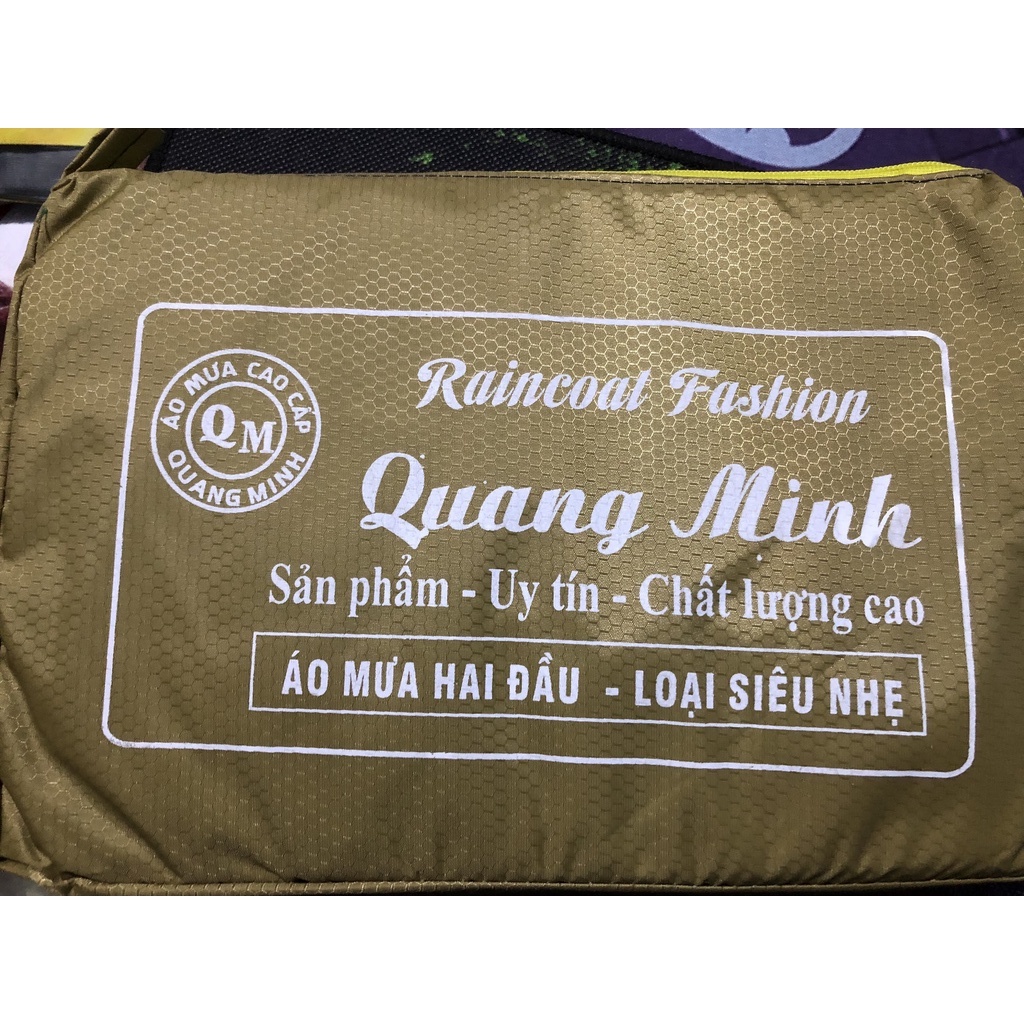 ÁO MƯA CAO CẤP
QM
QUANG MINH
Raincoat Fashion
Quang Minh
Sản phẩm - Uy tín - Chất lượng cao
ÁO MƯA HAI ĐẦU - LOẠI SIÊU NHẸ